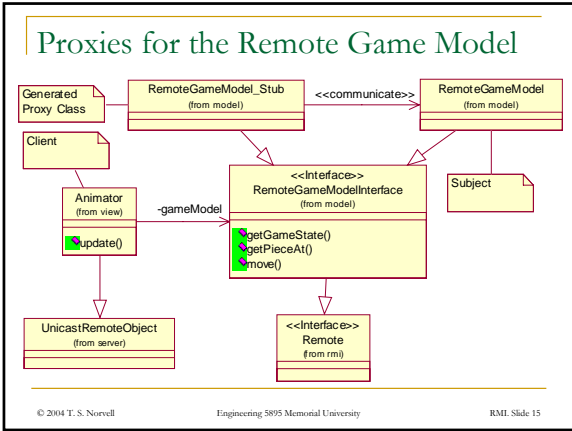 Proxies for the Remote Game Model
Generated
Proxy Class
RemoteGameModel_Stub
(from model)
<<communicate>>
RemoteGameModel
(from model)
Client
Animator
(from view)
update()
-gameModel
<<Interface>>
RemoteGameModelInterface
(from model)
getGameState()
getPieceAt()
move()
Subject
UnicastRemoteObject
(from server)
<<Interface>>
Remote
(from rmi)
© 2004 T. S. Norvell
Engineering 5895 Memorial University
RMI. Slide 15